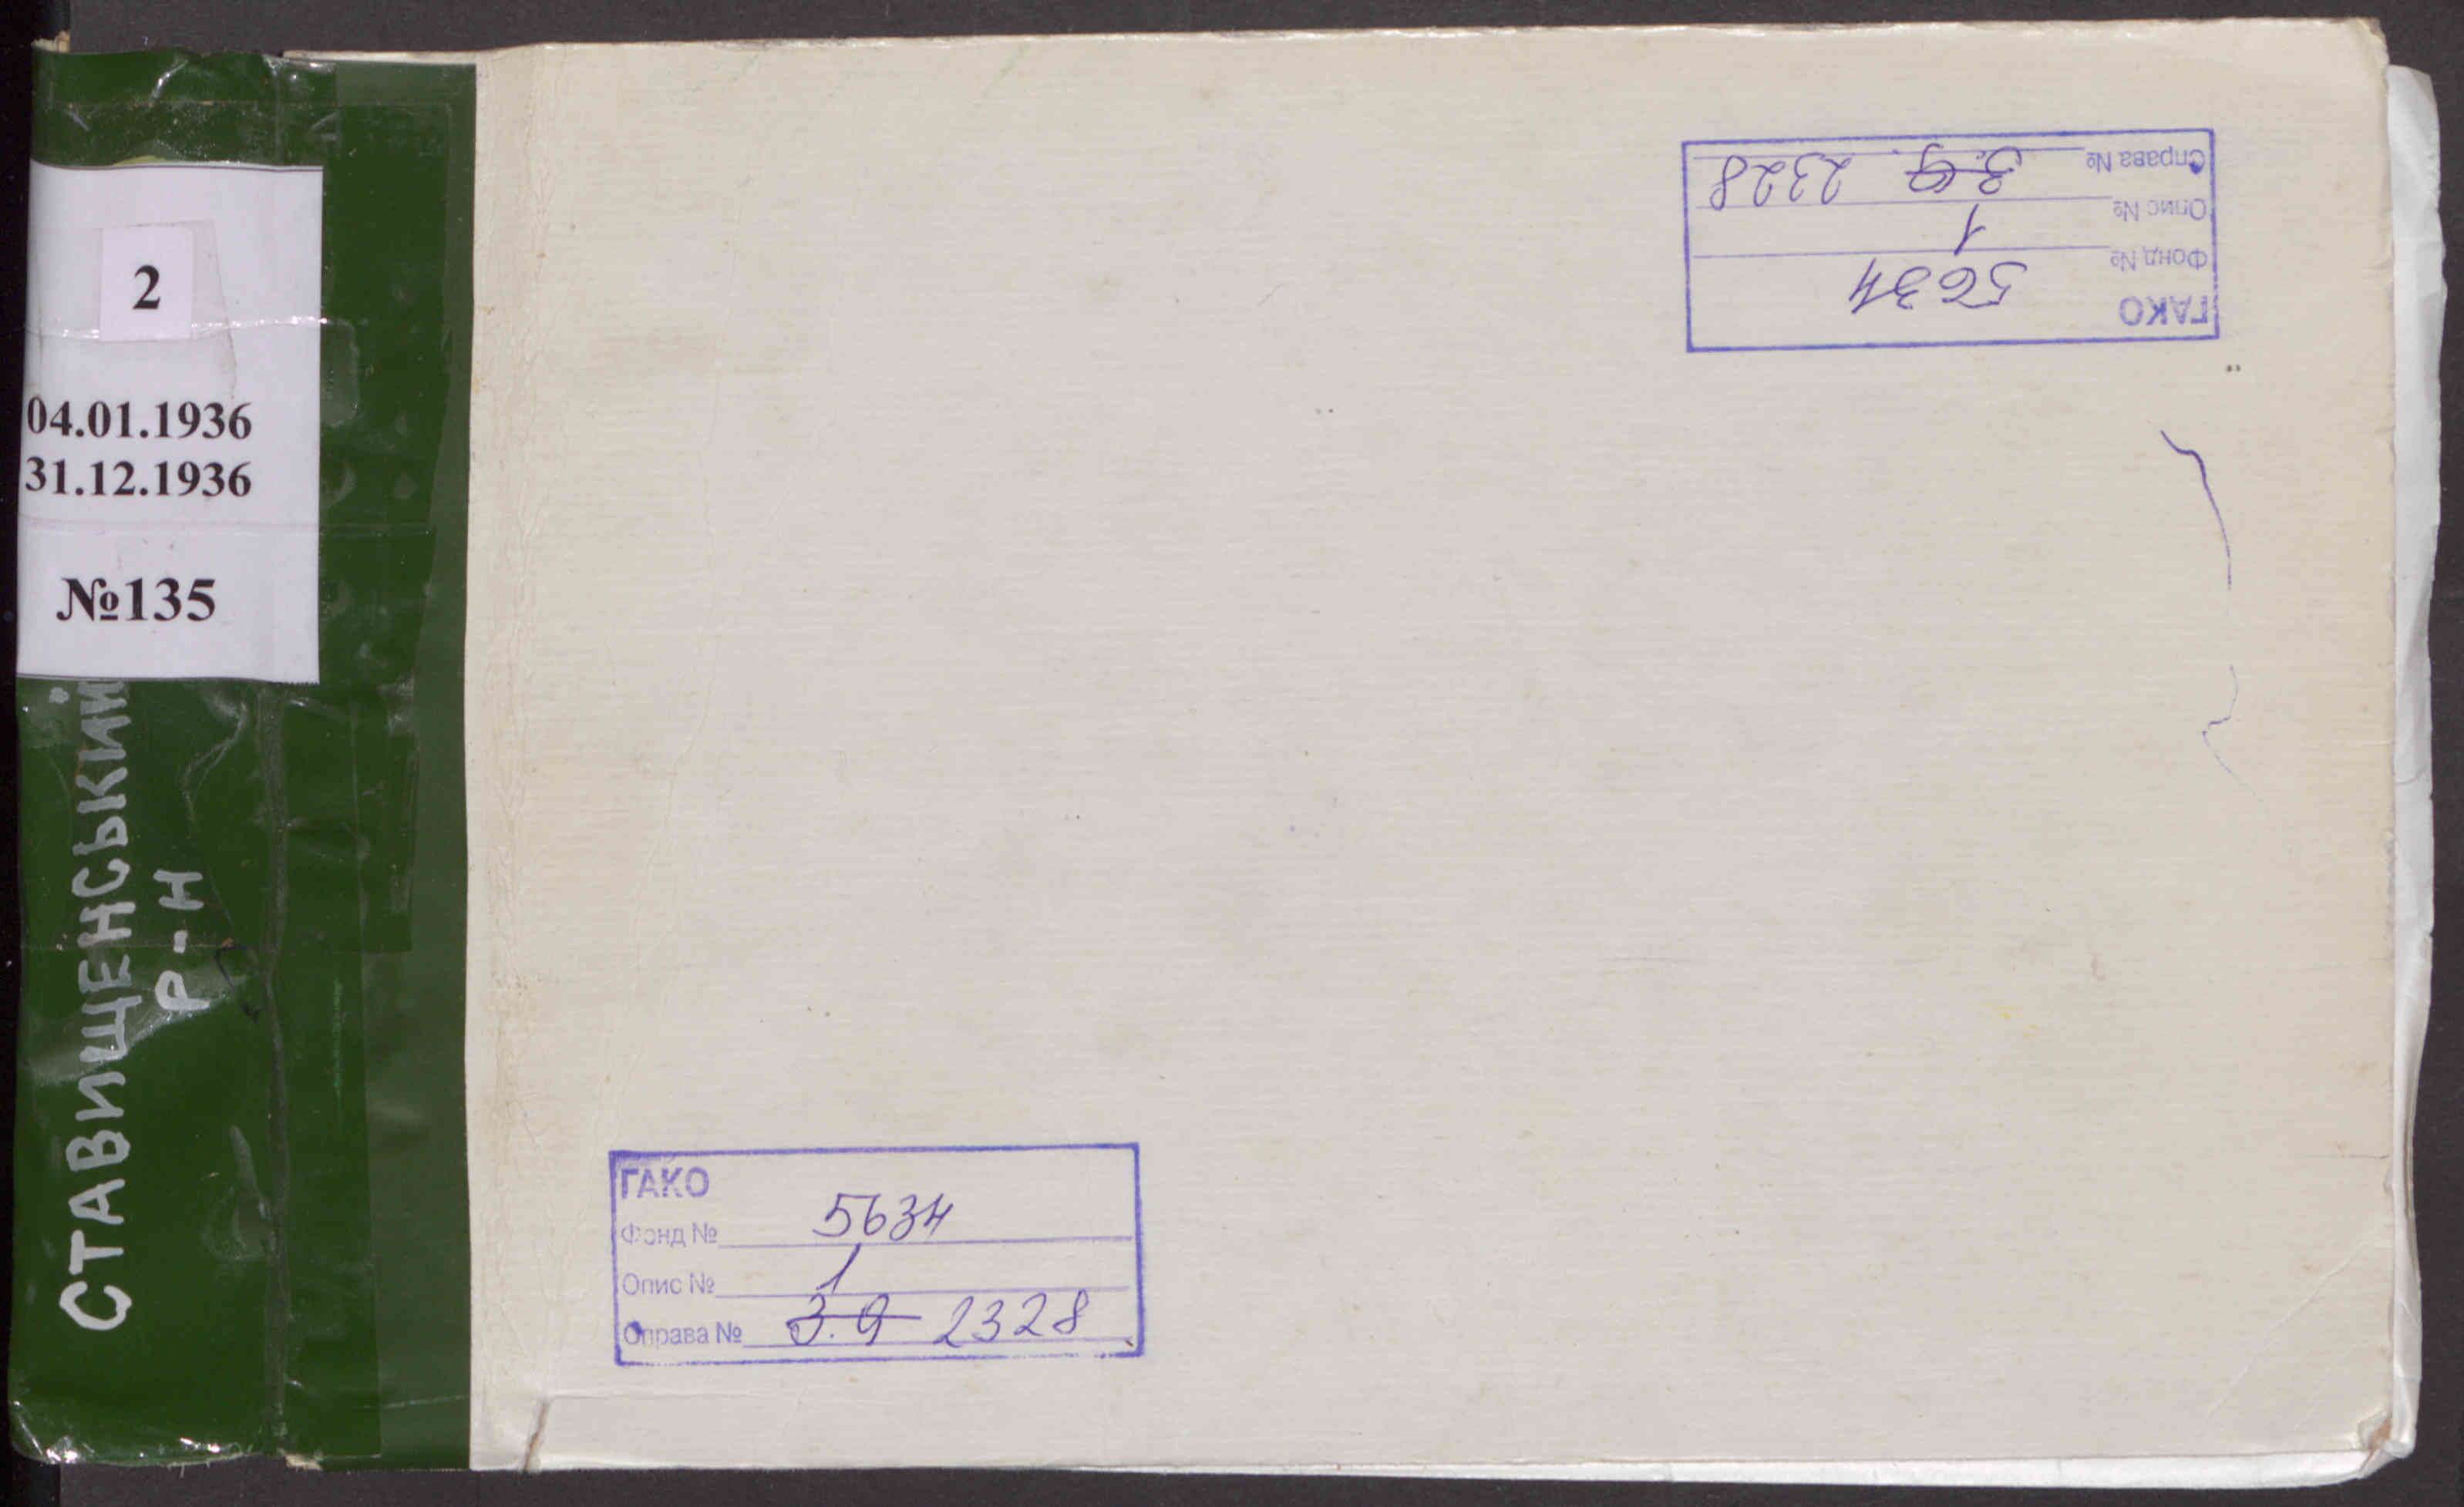 2
04.01.1936
31.12.1936
№135
СТАВИЩЕНСЬКИЙ
Р-Н
ГАКО
Фонд № 5634
Опис № 1
Справа № 3.9 2328
ГАКО
Фонд № 5634
Опис № 1
Справа № 3.9 2328